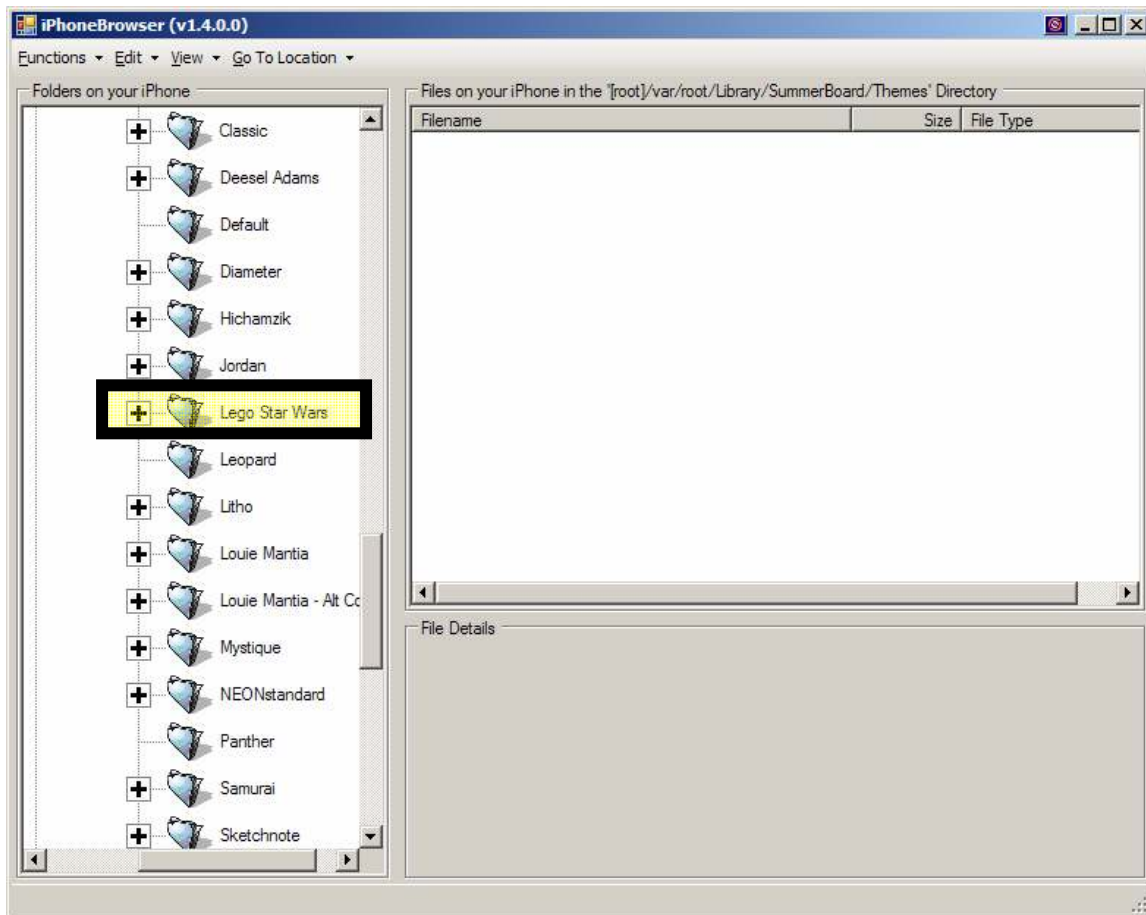 iPhoneBrowser (v1.4.0.0)
Functions Edit View Go To Location
Folders on your iPhone
Classic
Deesel Adams
Default
Diameter
Hichamzik
Jordan
Lego Star Wars
Leopard
Litho
Louie Mantia
Louie Mantia - Alt Co
Mystique
NEONstandard
Panther
Samurai
Sketchnote
Files on your iPhone in the '[root]/var/root/Library/SummerBoard/Themes' Directory
Filename Size File Type
File Details